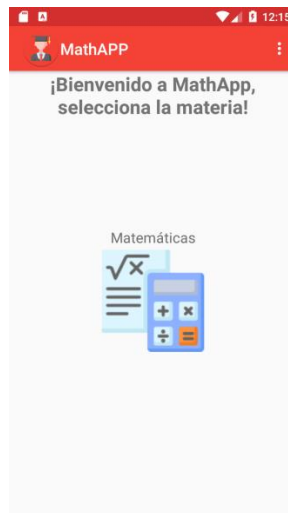 12:15
MathAPP
¡Bienvenido a MathApp,
selecciona la materia!
Matemáticas
√x
+ ×
÷ =